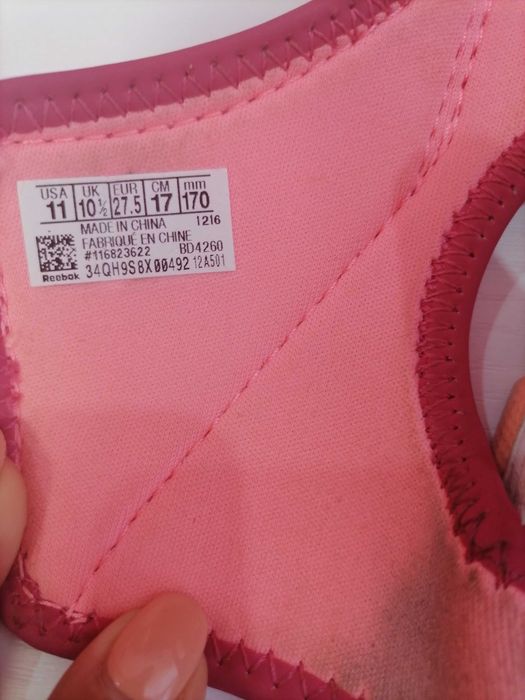 USA UK EUR CM mm
11 10½ 27.5 17 170
MADE IN CHINA 1216
FABRIQUÉ EN CHINE
#116823622 BD4260
Reebok 34QH9S8X00492 12A501